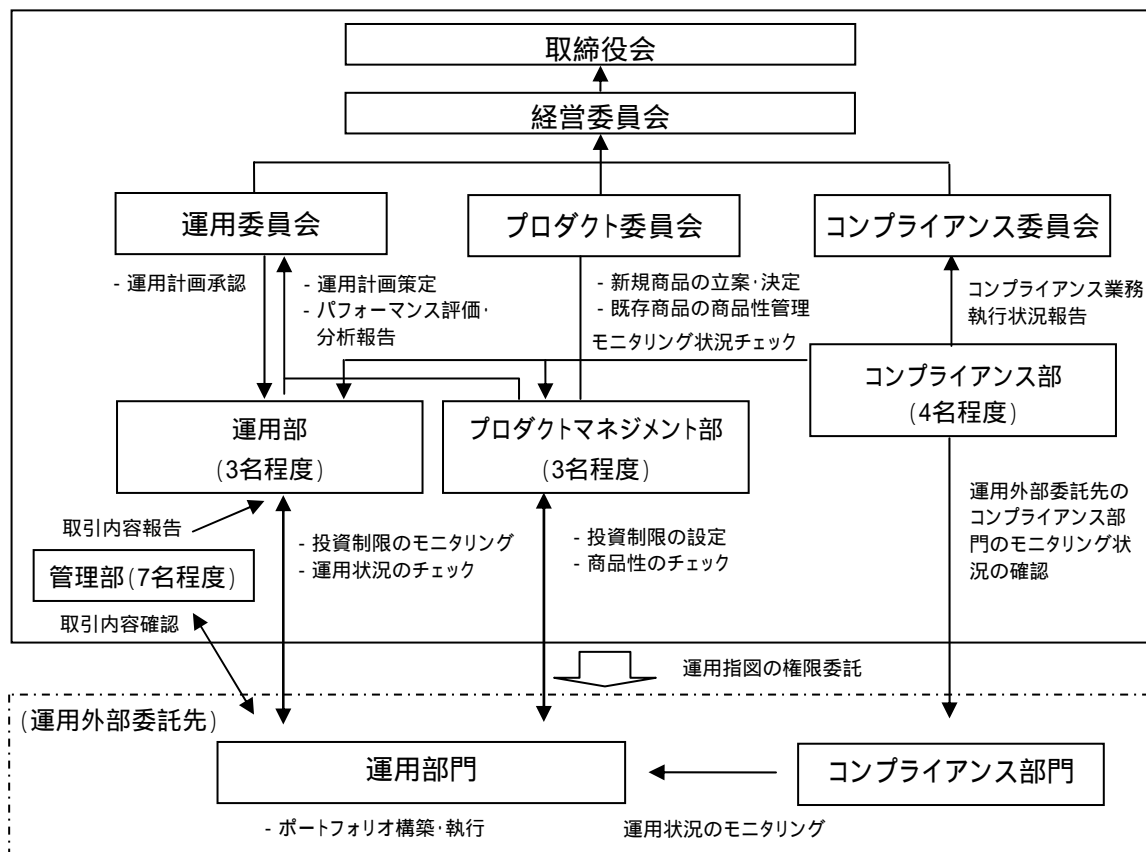 取締役会
経営委員会
運用委員会
プロダクト委員会
コンプライアンス委員会
- 運用計画承認
- 運用計画策定
- パフォーマンス評価･
分析報告
- 新規商品の立案･決定
- 既存商品の商品性管理
コンプライアンス業務
執行状況報告
モニタリング状況チェック
運用部
(3名程度)
プロダクトマネジメント部
(3名程度)
コンプライアンス部
(4名程度)
取引内容報告
管理部(7名程度)
取引内容確認
- 投資制限のモニタリング
- 運用状況のチェック
- 投資制限の設定
- 商品性のチェック
運用外部委託先の
コンプライアンス部
門のモニタリング状
況の確認
運用指図の権限委託
(運用外部委託先)
運用部門
コンプライアンス部門
- ポートフォリオ構築･執行
運用状況のモニタリング